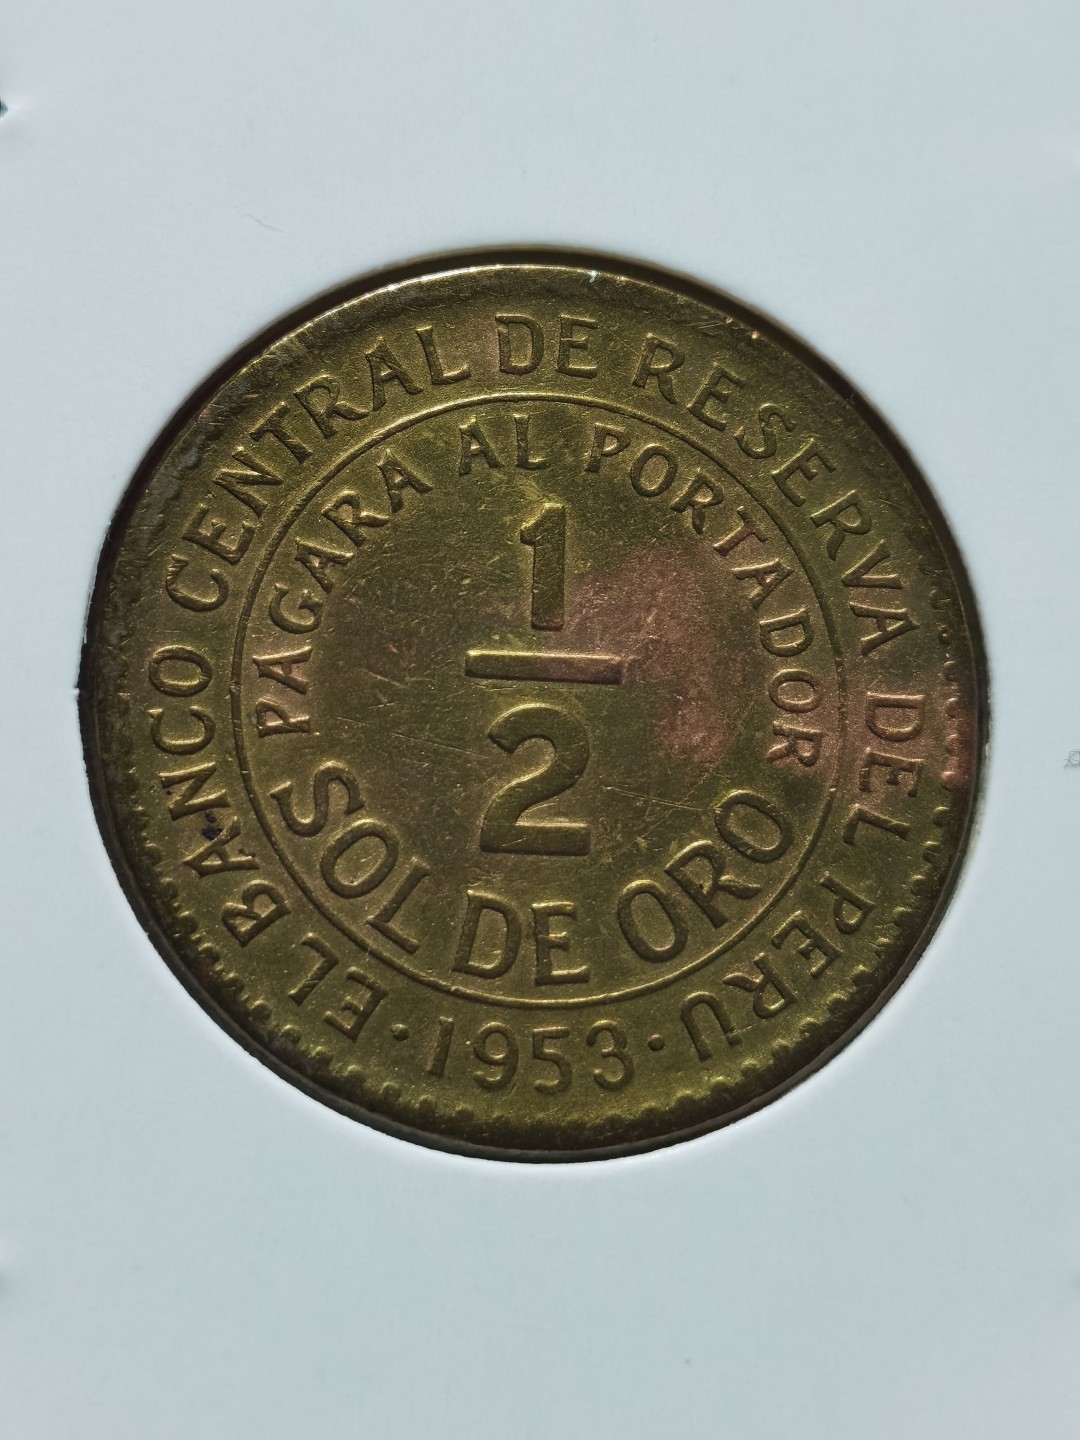 EL BANCO CENTRAL DE RESERVA DEL PERU
PAGARA AL PORTADOR
1
2
SOL DE ORO
· 1953 ·